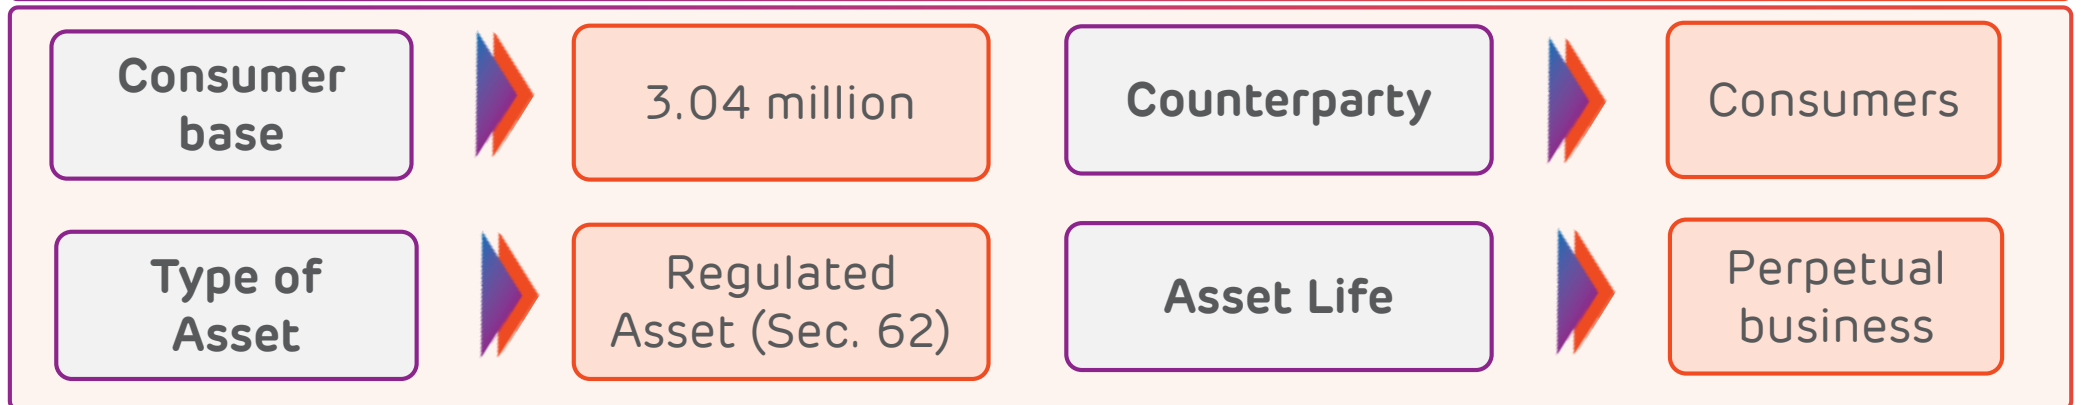 Consumer
base
3.04 million
Counterparty
Consumers
Type of
Asset
Regulated
Asset (Sec. 62)
Asset Life
Perpetual
business